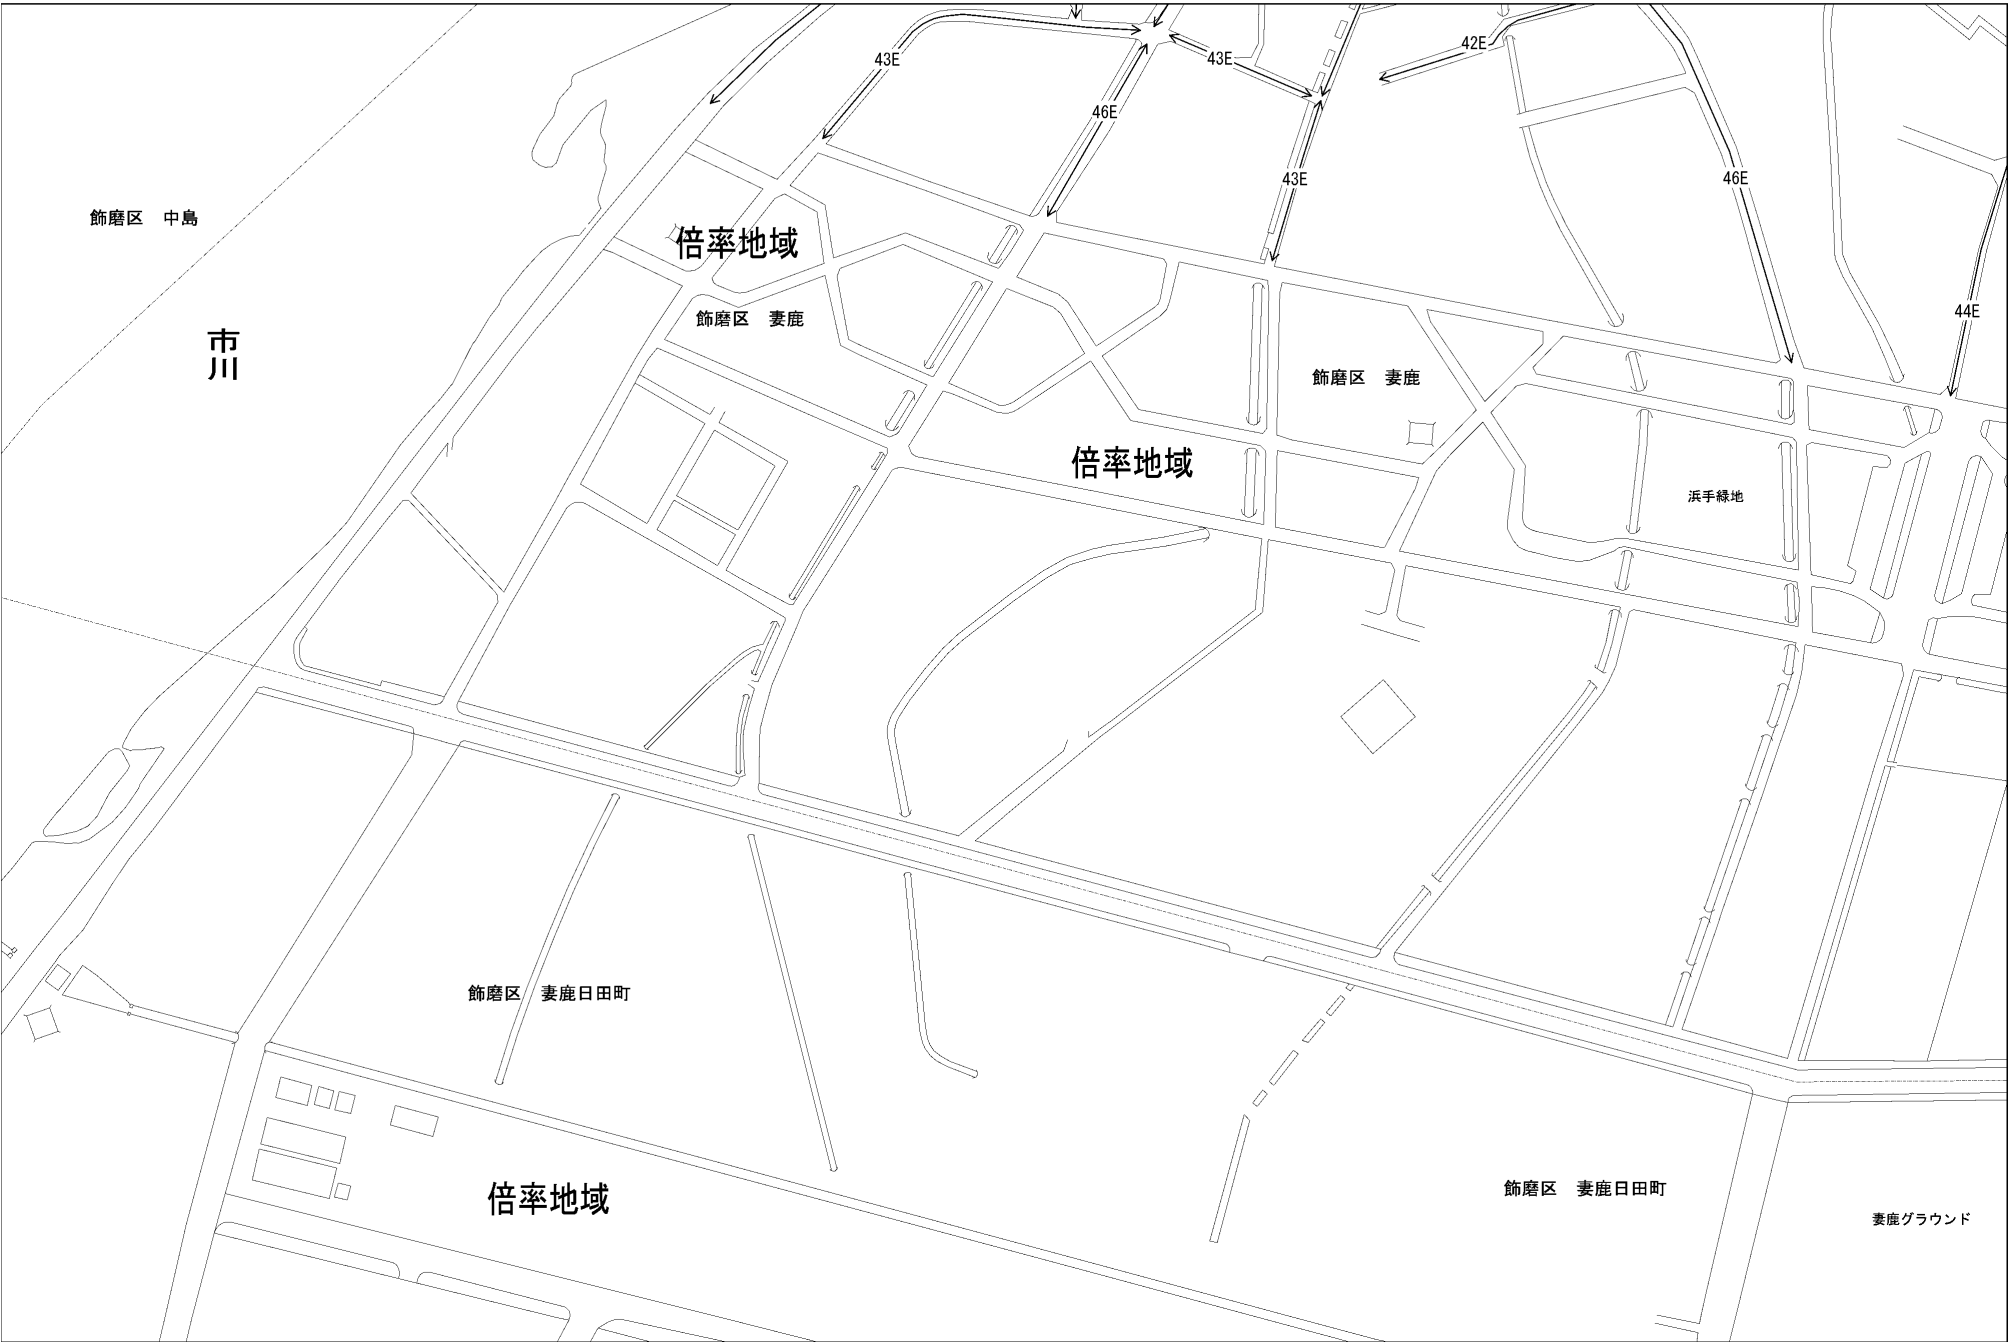 43E
43E
42E
46E
43E
46E
飾磨区　中島
倍率地域
44E
飾磨区　妻鹿
市川
飾磨区　妻鹿
倍率地域
浜手緑地
飾磨区　妻鹿日田町
倍率地域
飾磨区　妻鹿日田町
妻鹿グラウンド